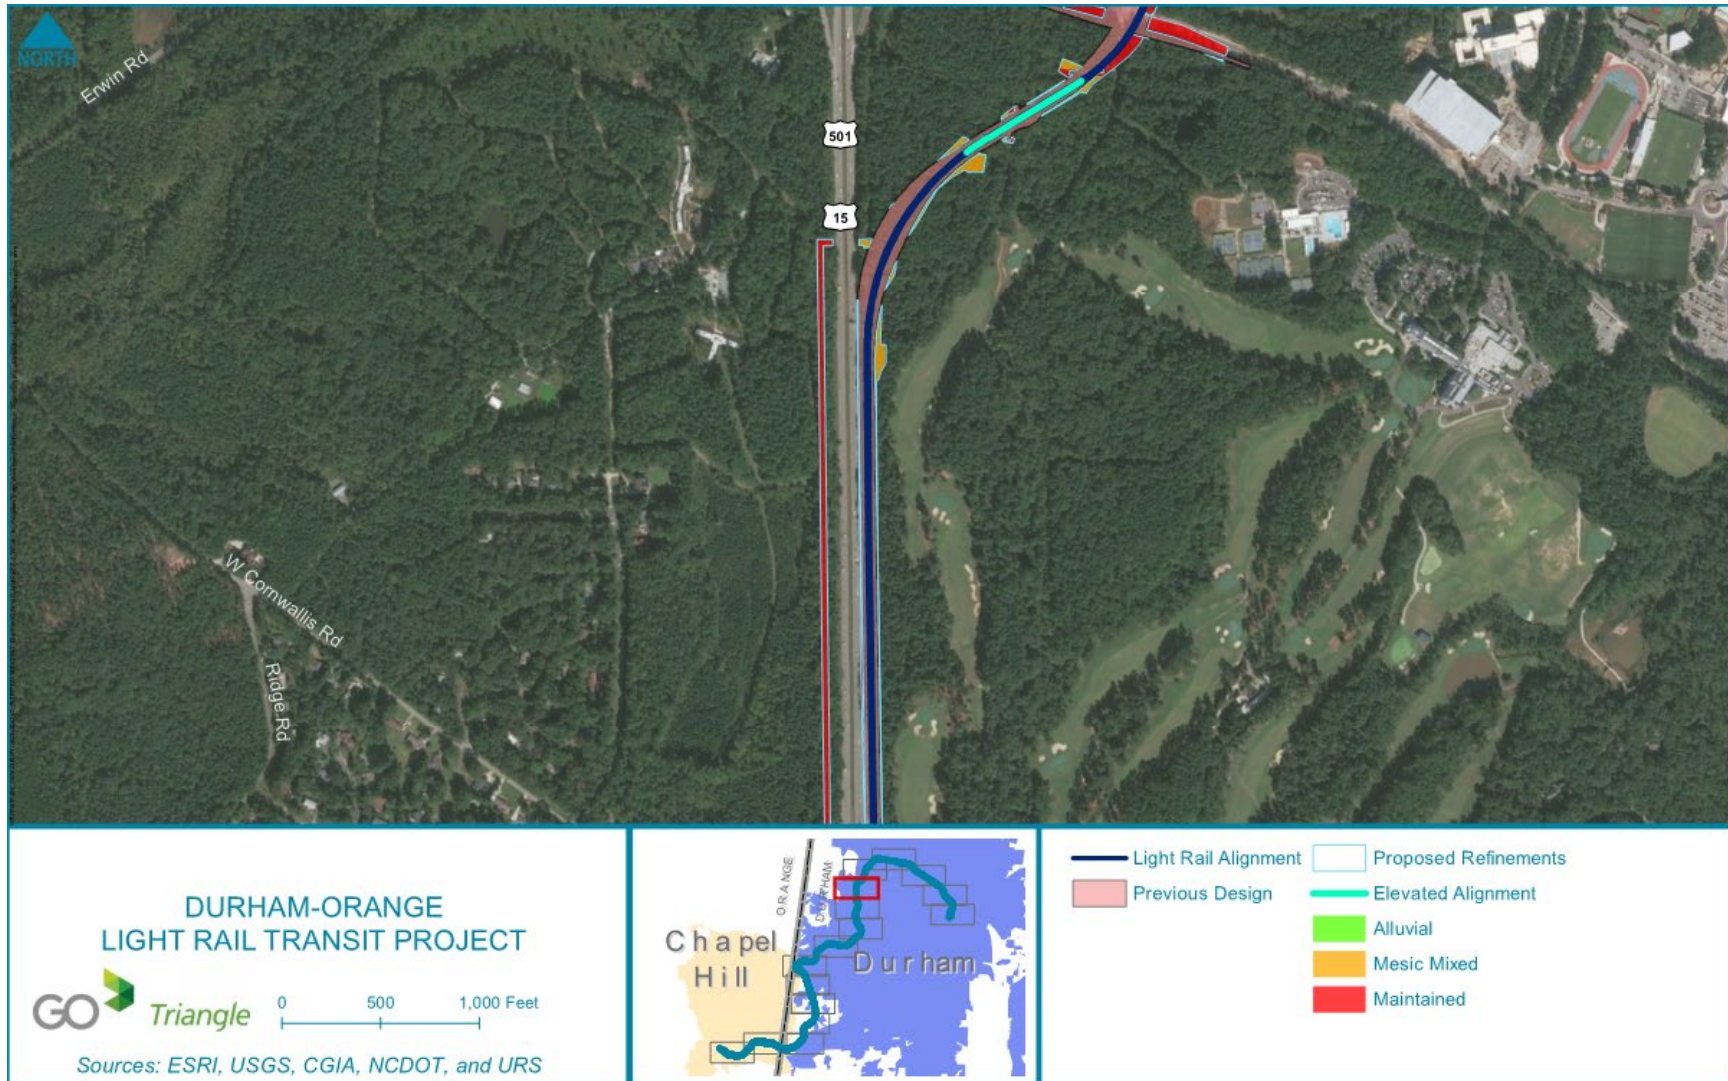 NORTH
Erwin Rd
501
15
W Cornwallis Rd
Ridge Rd
DURHAM-ORANGE
LIGHT RAIL TRANSIT PROJECT
GO Triangle
0 500 1,000 Feet
Sources: ESRI, USGS, CGIA, NCDOT, and URS
ORANGE
DURHAM
Chapel
Hill
Durham
Light Rail Alignment
Previous Design
Proposed Refinements
Elevated Alignment
Alluvial
Mesic Mixed
Maintained